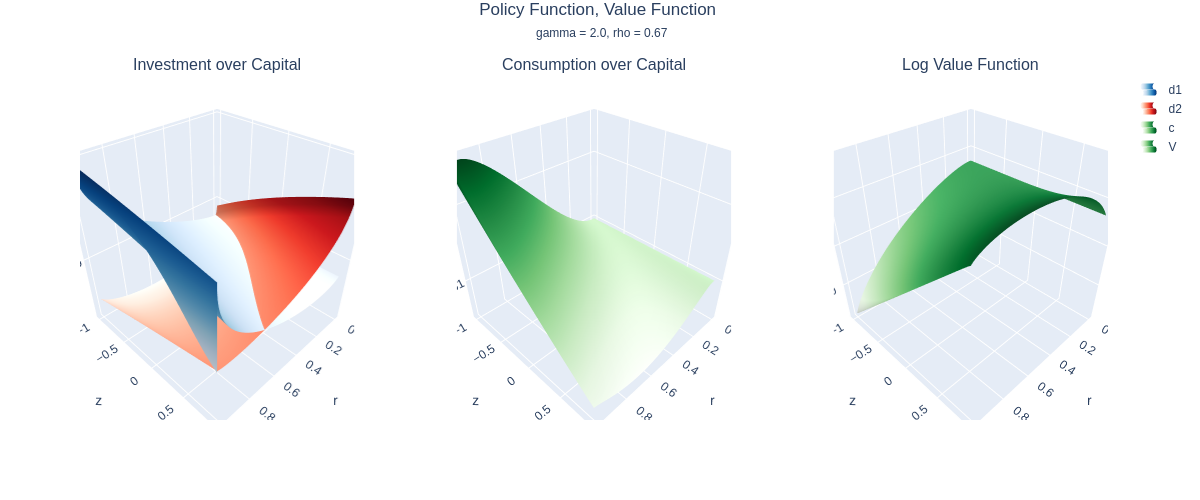 Policy Function, Value Function
gamma = 2.0, rho = 0.67
Investment over Capital
Consumption over Capital
Log Value Function
d1
d2
c
V
−1
−0.5
0
0.5
z
0
0.2
0.4
0.6
0.8
r
−1
−1
−0.5
0
0.5
z
0
0.2
0.4
0.6
0.8
r
−1
−0.5
0
0.5
z
0
0.2
0.4
0.6
0.8
r